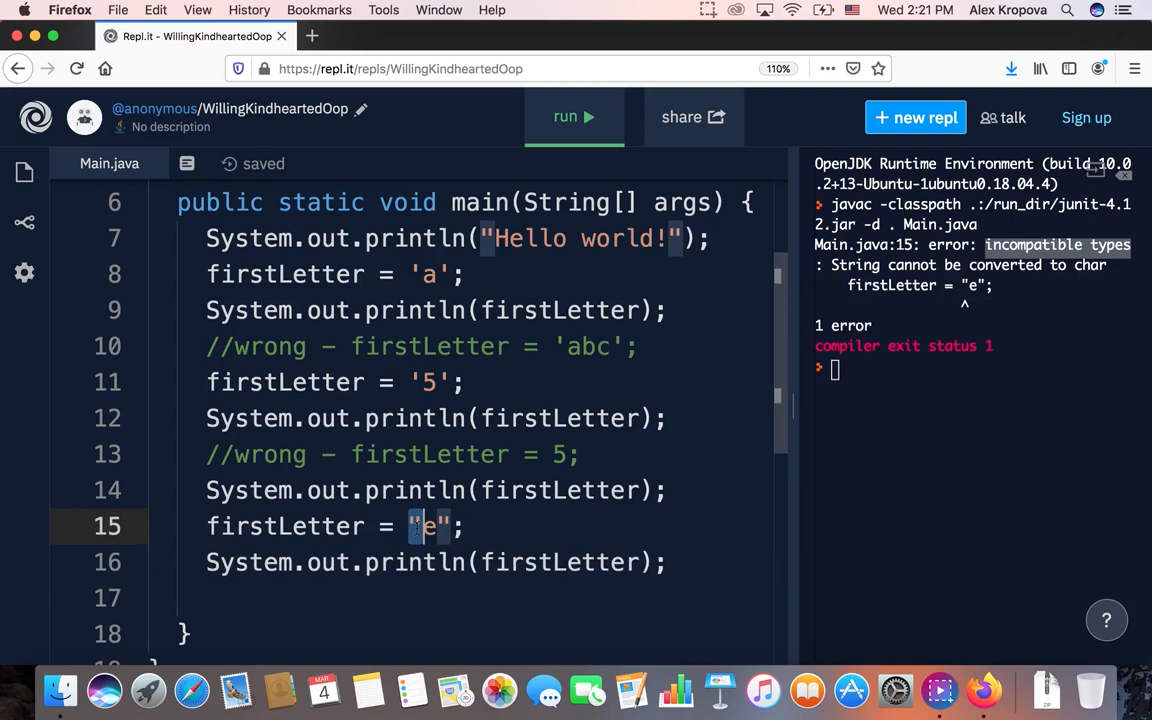 Firefox File Edit View History Bookmarks Tools Window Help Wed 2:21 PM Alex Kropova
Repl.it - WillingKindheartedOop
https://repl.it/repls/WillingKindheartedOop 110%
@anonymous/WillingKindheartedOop
No description
run
share
+ new repl
talk
Sign up
Main.java
saved
6 public static void main(String[] args) {
7 System.out.println("Hello world!");
8 firstLetter = 'a';
9 System.out.println(firstLetter);
10 //wrong - firstLetter = 'abc';
11 firstLetter = '5';
12 System.out.println(firstLetter);
13 //wrong - firstLetter = 5;
14 System.out.println(firstLetter);
15 firstLetter = "e";
16 System.out.println(firstLetter);
17
18 }
OpenJDK Runtime Environment (build 10.0
.2+13-Ubuntu-1ubuntu0.18.04.4)
javac -classpath .:/run_dir/junit-4.1
2.jar -d . Main.java
Main.java:15: error: incompatible types
: String cannot be converted to char
firstLetter = "e";
^
1 error
compiler exit status 1
?
MAR
4
ZIP